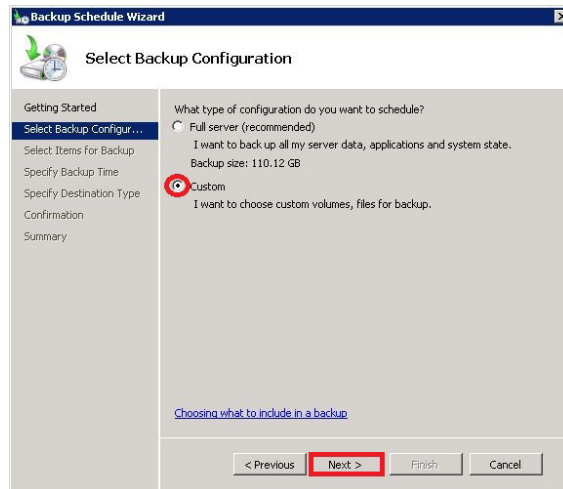 Backup Schedule Wizard
Select Backup Configuration
Getting Started
Select Backup Configur...
Select Items for Backup
Specify Backup Time
Specify Destination Type
Confirmation
Summary
What type of configuration do you want to schedule?
Full server (recommended)
I want to back up all my server data, applications and system state.
Backup size: 110.12 GB
Custom
I want to choose custom volumes, files for backup.
Choosing what to include in a backup
< Previous
Next >
Finish
Cancel